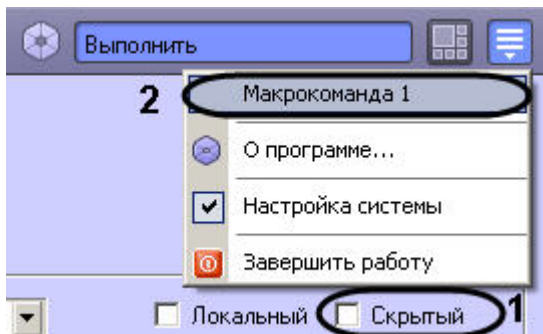 Выполнить
2 Макрокоманда 1
О программе...
Настройка системы
Завершить работу
Локальный Скрытый 1